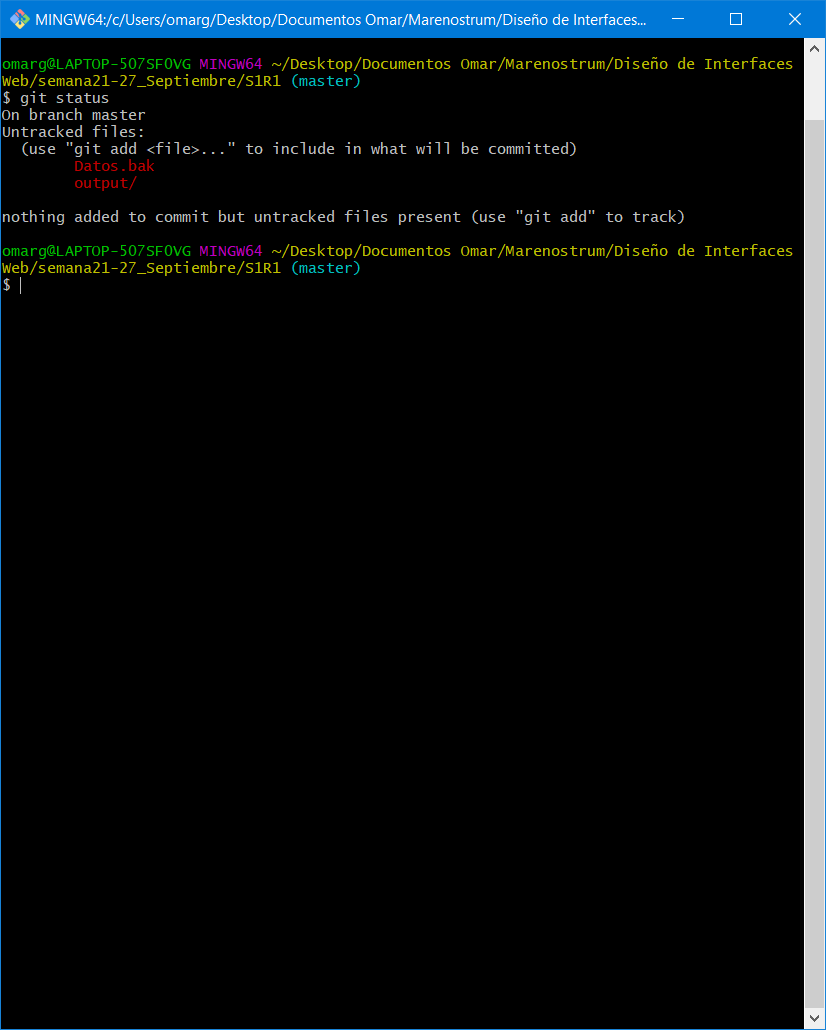 MINGW64:/c/Users/omarg/Desktop/Documentos Omar/Marenostrum/Diseño de Interfaces...
omarg@LAPTOP-507SF0VG MINGW64 ~/Desktop/Documentos Omar/Marenostrum/Diseño de Interfaces
Web/semana21-27_Septiembre/S1R1 (master)
$ git status
On branch master
Untracked files:
  (use "git add <file>..." to include in what will be committed)
        Datos.bak
        output/
nothing added to commit but untracked files present (use "git add" to track)
omarg@LAPTOP-507SF0VG MINGW64 ~/Desktop/Documentos Omar/Marenostrum/Diseño de Interfaces
Web/semana21-27_Septiembre/S1R1 (master)
$